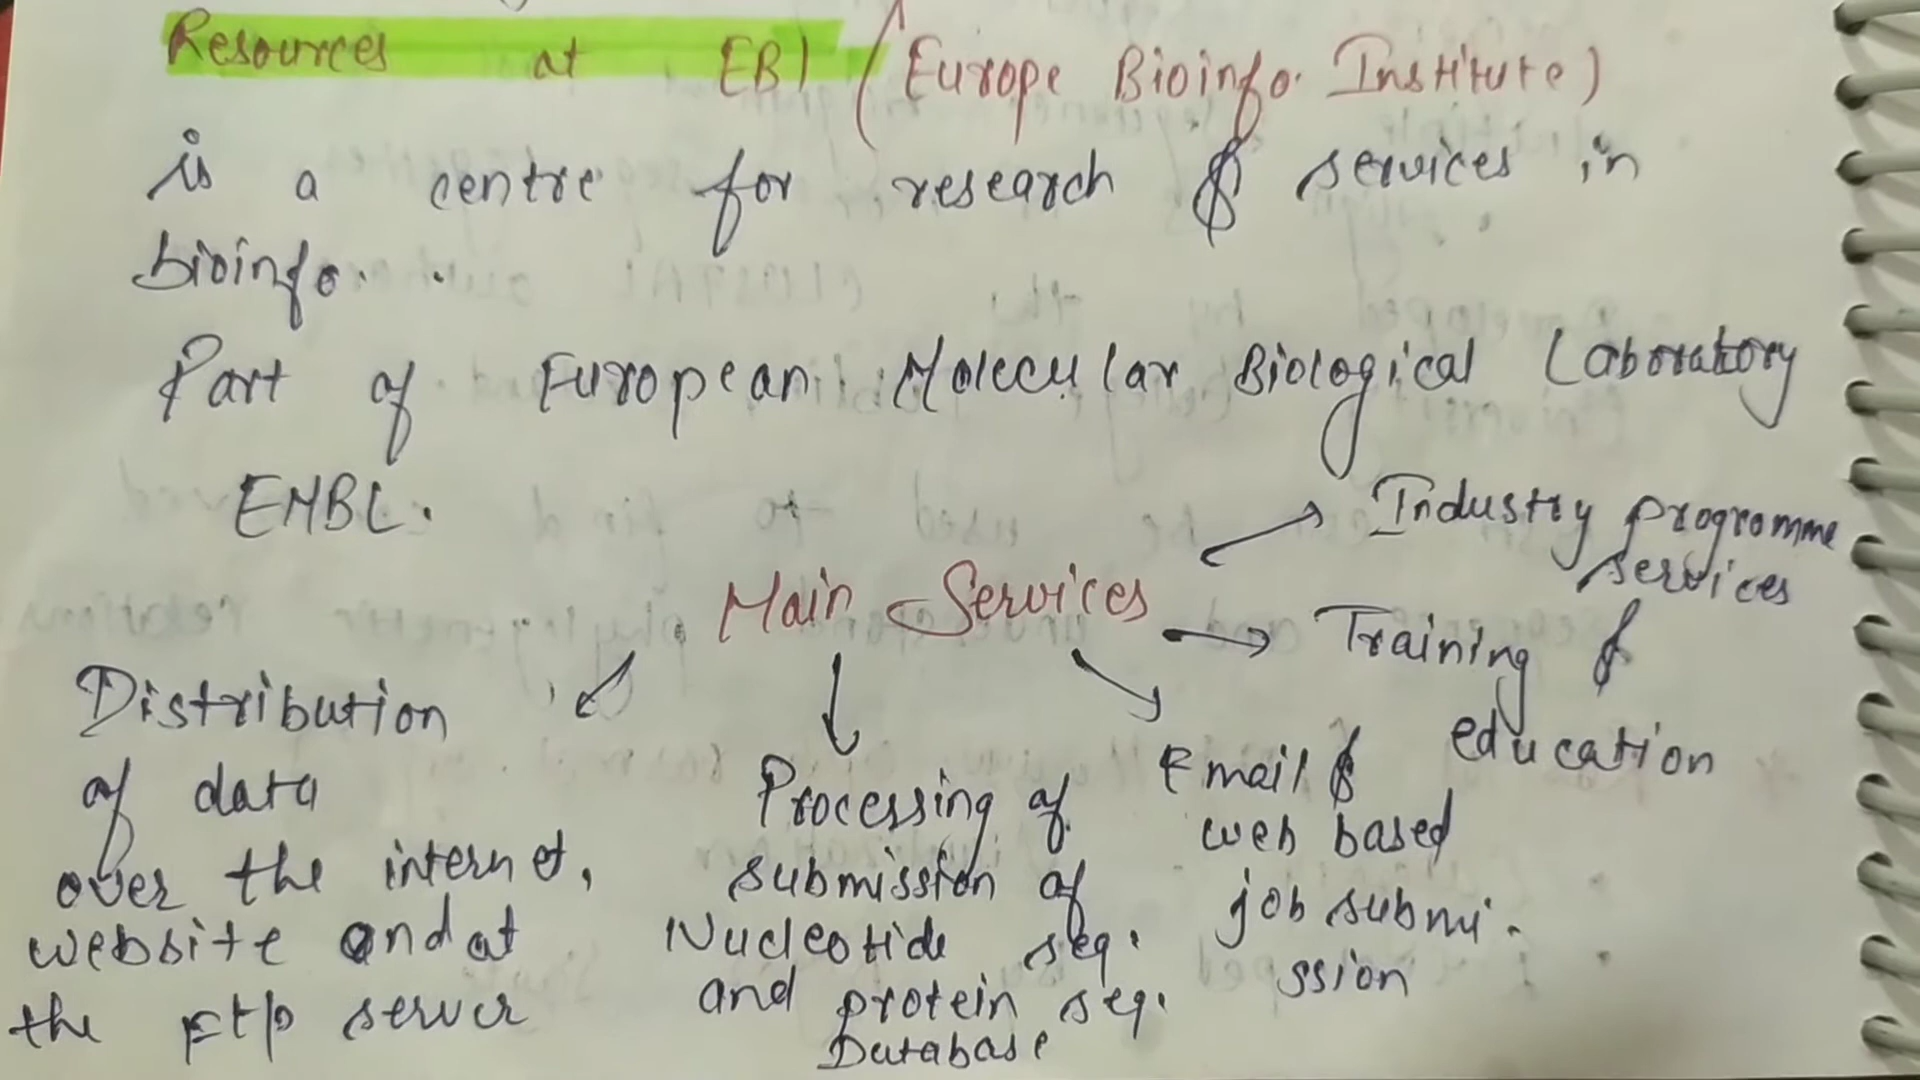 Resources at EBI (Europe Bioinfo. Institute)
is a centre for research & services in
bioinfo.
Part of European Molecular Biological Laboratory
EMBL.
Main Services
Industry programme
services
Training &
education
Email &
web based
job submi-
ssion
Processing of
submission of
Nucleotide seq.
and protein seq.
Database
Distribution
of data
over the internet,
website and at
the ftp server